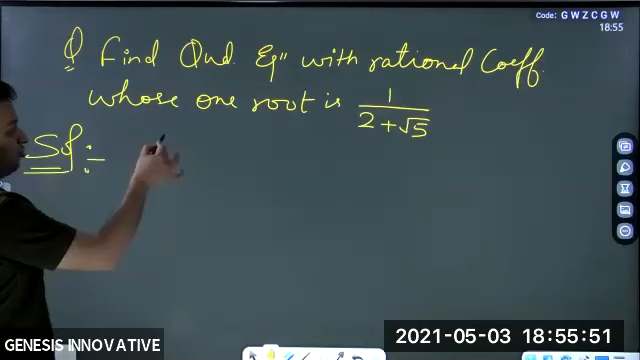 Code: G W Z C G W
18:55
Q Find Qud. Eqⁿ with rational Coeff.
whose one root is 1/(2+√5)
Sol :-
GENESIS INNOVATIVE
2021-05-03 18:55:51